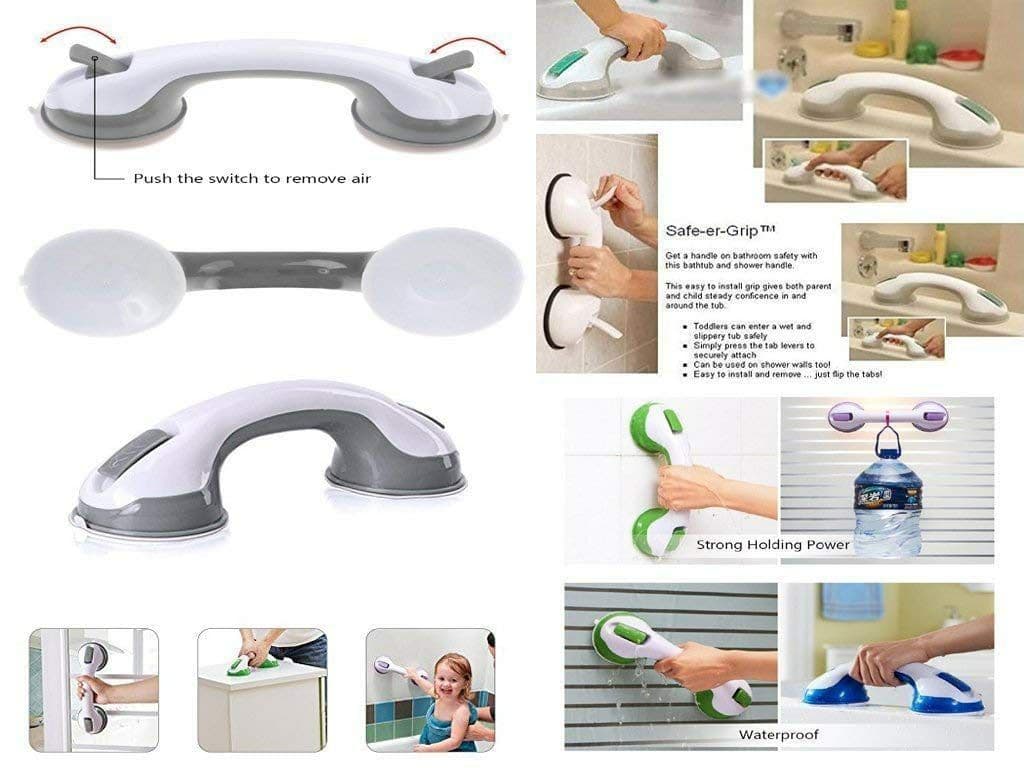 Push the switch to remove air
Safe-er-Grip™
Get a handle on bathroom safety with
this bathtub and shower handle.
This easy to install grip gives both parent
and child steady conficence in and
around the tub.
▪ Toddlers can enter a wet and
slippery tub safely
▪ Simply press the tab levers to
securely attach
▪ Can be used on shower walls too!
▪ Easy to install and remove ... just flip the tabs!
Strong Holding Power
Waterproof